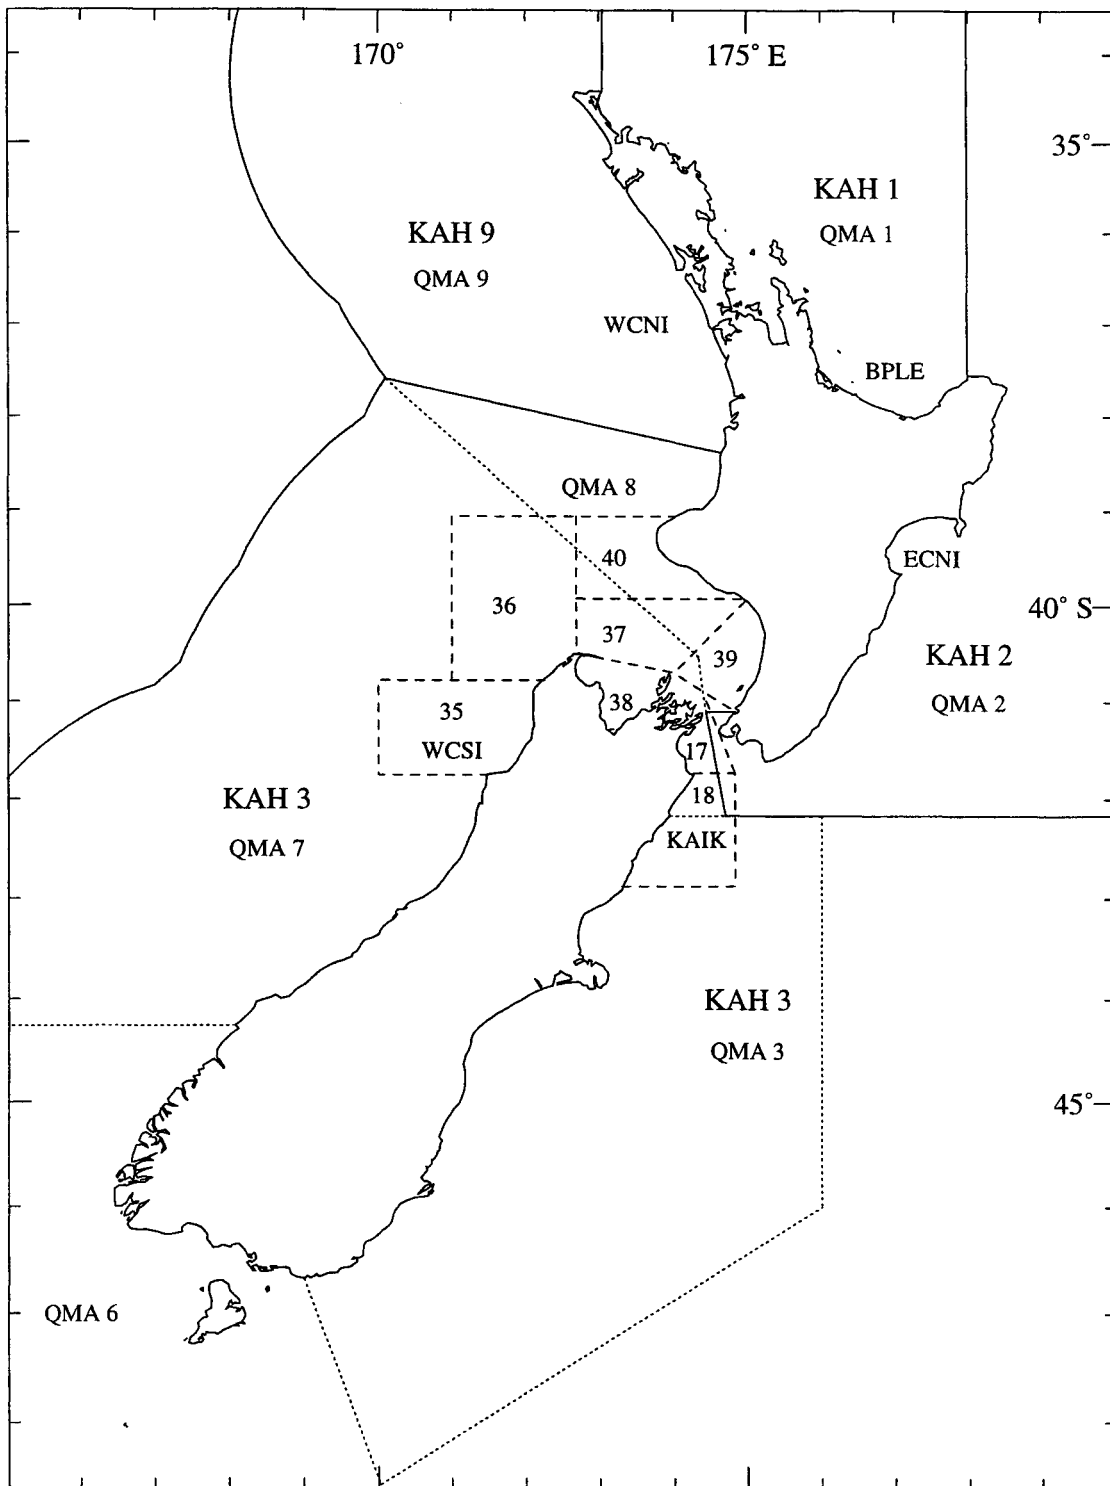 170°
175° E
35°
KAH 1
QMA 1
KAH 9
QMA 9
WCNI
BPLE
QMA 8
40
ECNI
36
40° S
37
39
KAH 2
QMA 2
38
35
WCSI
17
18
KAH 3
QMA 7
KAIK
KAH 3
QMA 3
45°
QMA 6